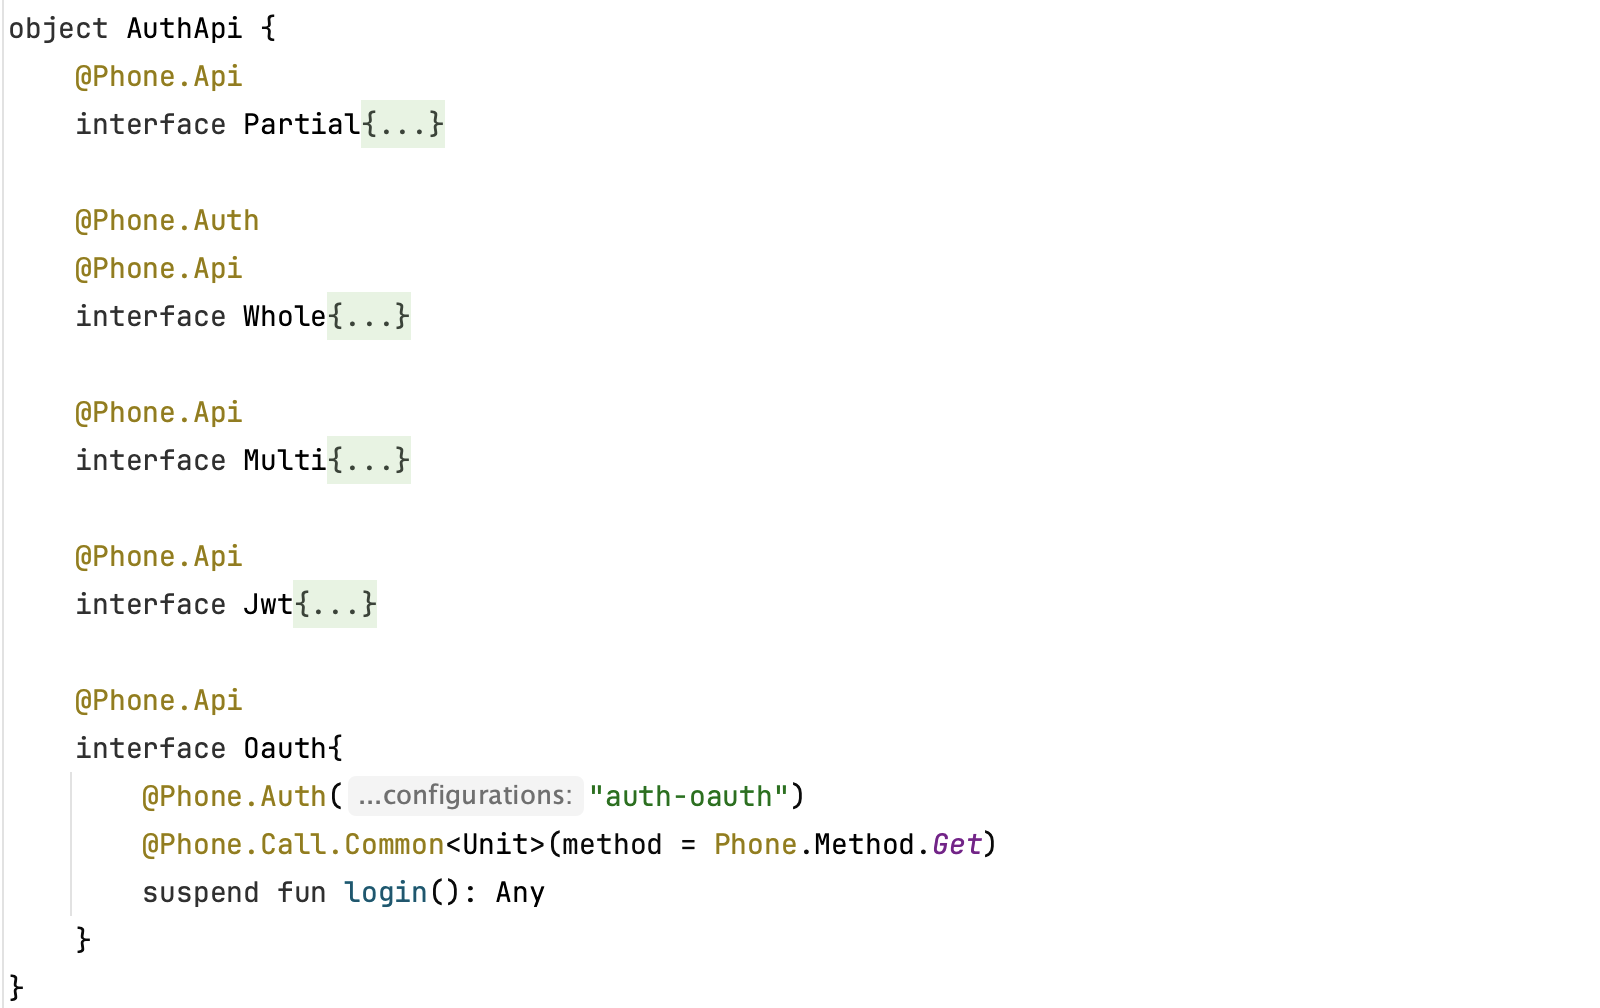 object AuthApi {
@Phone.Api
interface Partial{...}
@Phone.Auth
@Phone.Api
interface Whole{...}
@Phone.Api
interface Multi{...}
@Phone.Api
interface Jwt{...}
@Phone.Api
interface Oauth{
@Phone.Auth( ...configurations: "auth-oauth")
@Phone.Call.Common<Unit>(method = Phone.Method.Get)
suspend fun login(): Any
}
}